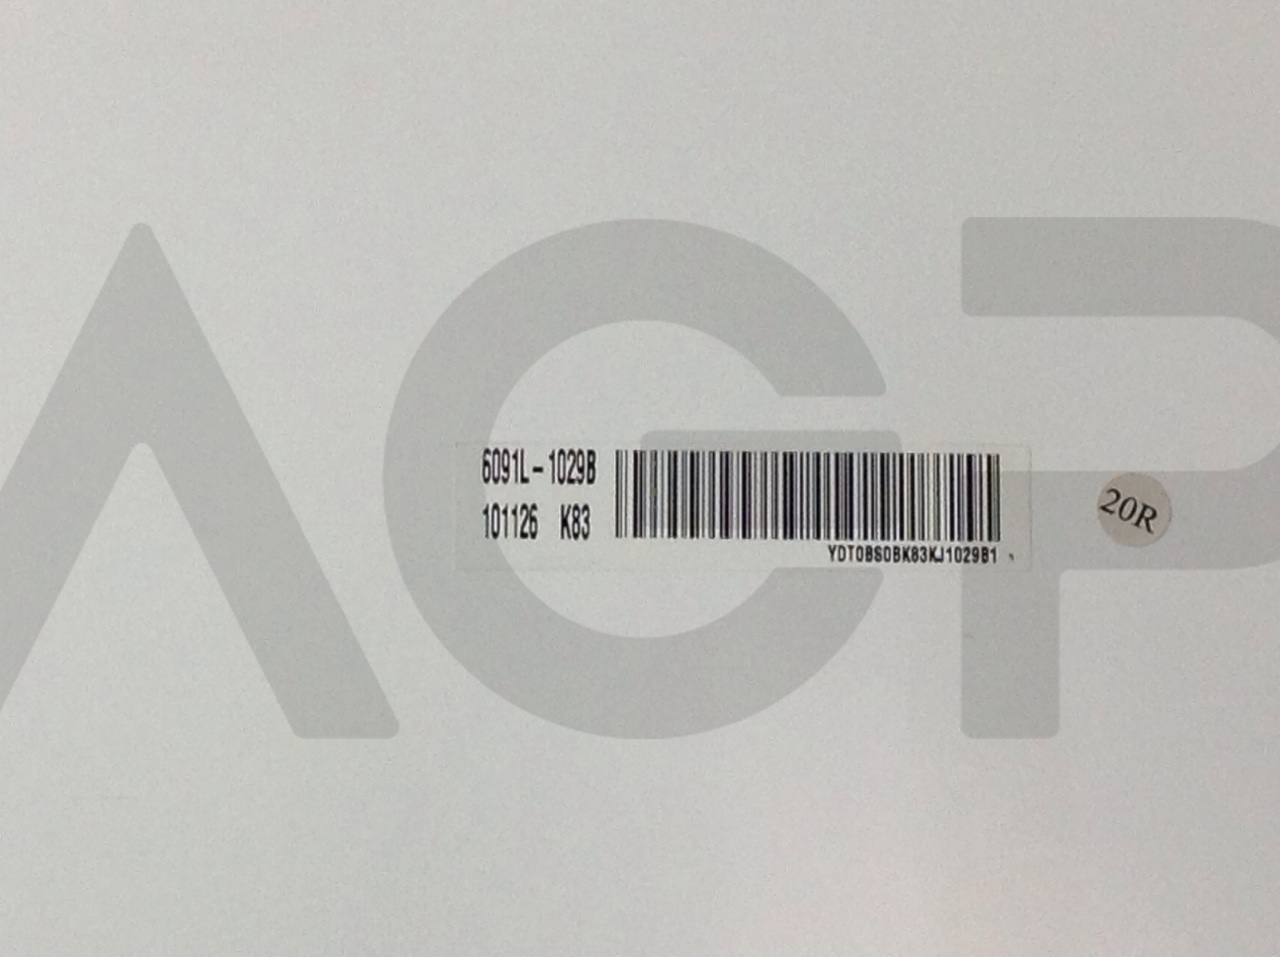 AGP
6091L-1029B
101126 K83
YDT0BS0BK83KJ1029B1
20R